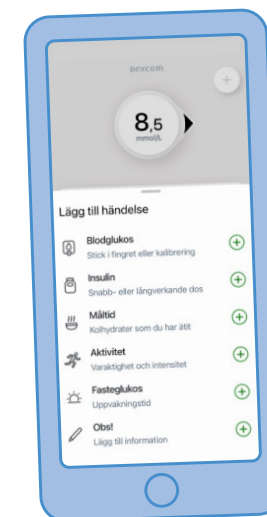 Dexcom
+
8,5
mmol/L
Lägg till händelse
Blodglukos
Stick i fingret eller kalibrering
Insulin
Snabb- eller långverkande dos
Måltid
Kolhydrater som du har ätit
Aktivitet
Varaktighet och intensitet
Fasteglukos
Uppvakningstid
Obs!
Lägg till information